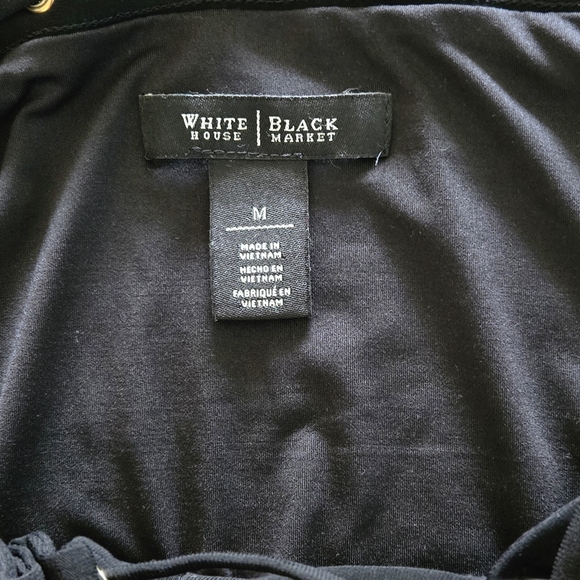 WHITE | BLACK
HOUSE | MARKET
M
MADE IN
VIETNAM
HECHO EN
VIETNAM
FABRIQUÉ EN
VIETNAM